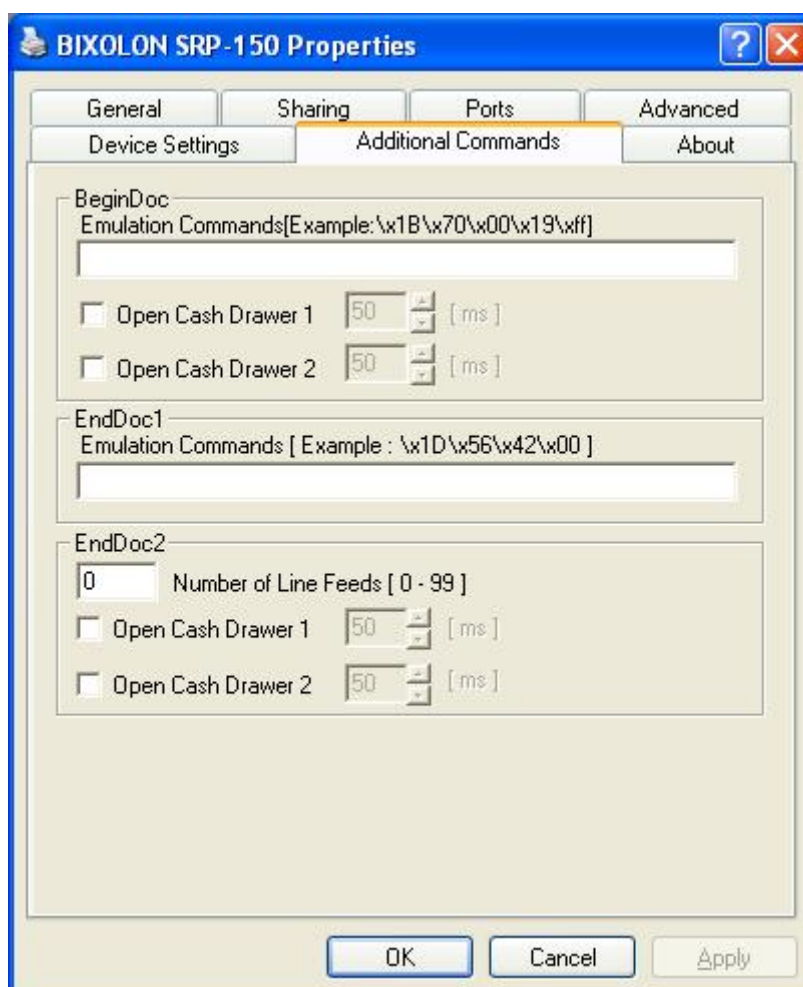 BIXOLON SRP-150 Properties
General Sharing Ports Advanced
Device Settings Additional Commands About
BeginDoc
Emulation Commands[Example:\x1B\x70\x00\x19\xff]
Open Cash Drawer 1 50 [ ms ]
Open Cash Drawer 2 50 [ ms ]
EndDoc1
Emulation Commands [ Example : \x1D\x56\x42\x00 ]
EndDoc2
0 Number of Line Feeds [ 0 - 99 ]
Open Cash Drawer 1 50 [ ms ]
Open Cash Drawer 2 50 [ ms ]
OK Cancel Apply